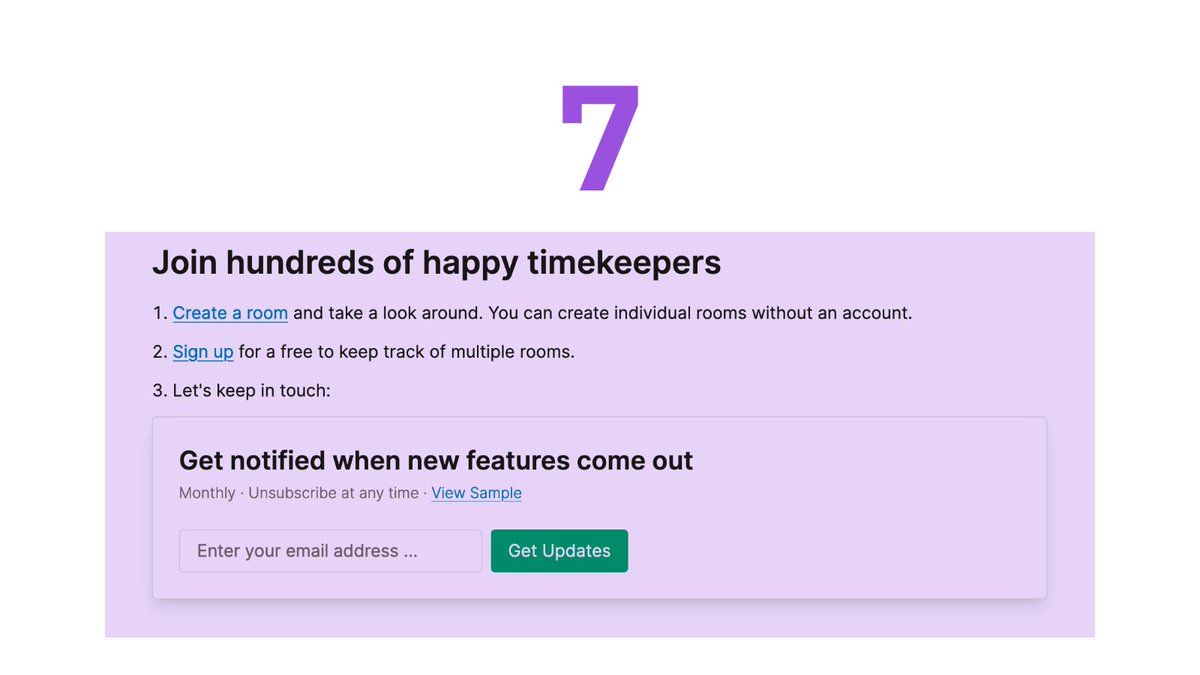 7
Join hundreds of happy timekeepers
1. Create a room and take a look around. You can create individual rooms without an account.
2. Sign up for a free to keep track of multiple rooms.
3. Let's keep in touch:
Get notified when new features come out
Monthly · Unsubscribe at any time · View Sample
Enter your email address ...
Get Updates